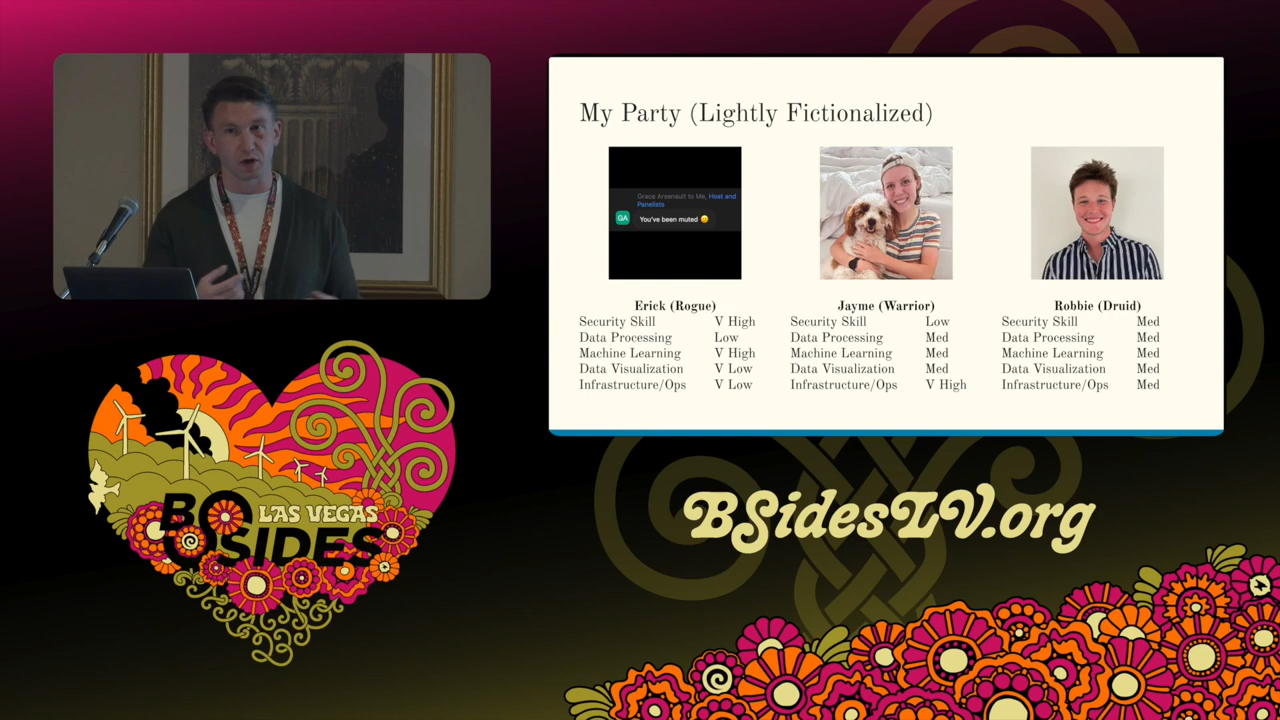 My Party (Lightly Fictionalized)
Grace Arsenault to Me, Host and
Panelists
GA
You've been muted
Erick (Rogue)
Security Skill V High
Data Processing Low
Machine Learning V High
Data Visualization V Low
Infrastructure/Ops V Low
Jayme (Warrior)
Security Skill Low
Data Processing Med
Machine Learning Med
Data Visualization Med
Infrastructure/Ops V High
Robbie (Druid)
Security Skill Med
Data Processing Med
Machine Learning Med
Data Visualization Med
Infrastructure/Ops Med
LAS VEGAS
BSIDES
BSidesLV.org